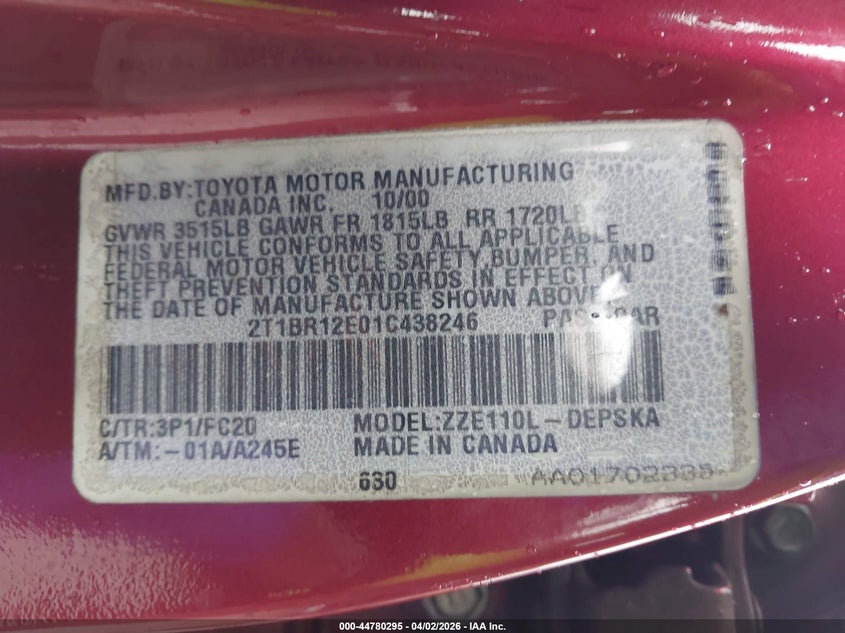 MFD.BY:TOYOTA MOTOR MANUFACTURING
CANADA INC. 10/00
GVWR 3515LB GAWR FR 1815LB RR 1720LB
THIS VEHICLE CONFORMS TO ALL APPLICABLE
FEDERAL MOTOR VEHICLE SAFETY, BUMPER, AND
THEFT PREVENTION STANDARDS IN EFFECT ON
THE DATE OF MANUFACTURE SHOWN ABOVE.
2T1BR12E01C438246
C/TR:3P1/FC20 MODEL:ZZE110L-DEPSKA
A/TM:-01A/A245E MADE IN CANADA
630
000-44780295 - 04/02/2026 - IAA Inc.